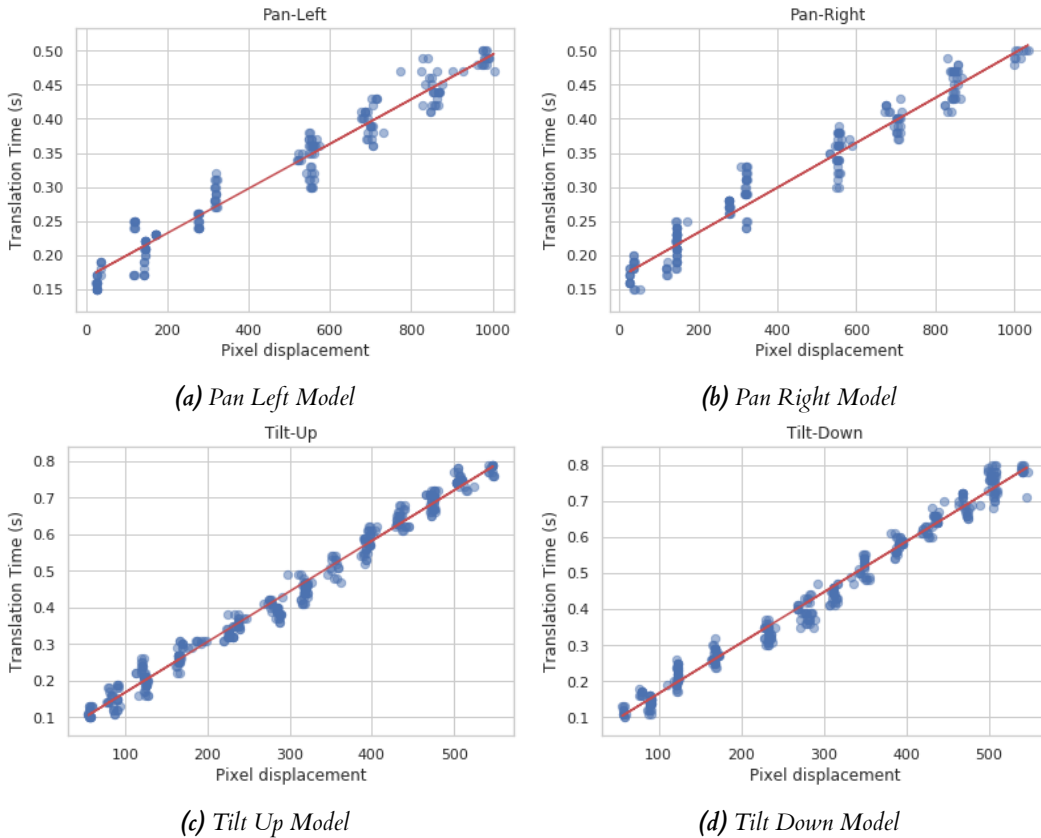 Pan-Left
Translation Time (s)
0.50
0.45
0.40
0.35
0.30
0.25
0.20
0.15
0 200 400 600 800 1000
Pixel displacement
(a) Pan Left Model
Pan-Right
Translation Time (s)
0.50
0.45
0.40
0.35
0.30
0.25
0.20
0.15
0 200 400 600 800 1000
Pixel displacement
(b) Pan Right Model
Tilt-Up
Translation Time (s)
0.8
0.7
0.6
0.5
0.4
0.3
0.2
0.1
100 200 300 400 500
Pixel displacement
(c) Tilt Up Model
Tilt-Down
Translation Time (s)
0.8
0.7
0.6
0.5
0.4
0.3
0.2
0.1
100 200 300 400 500
Pixel displacement
(d) Tilt Down Model